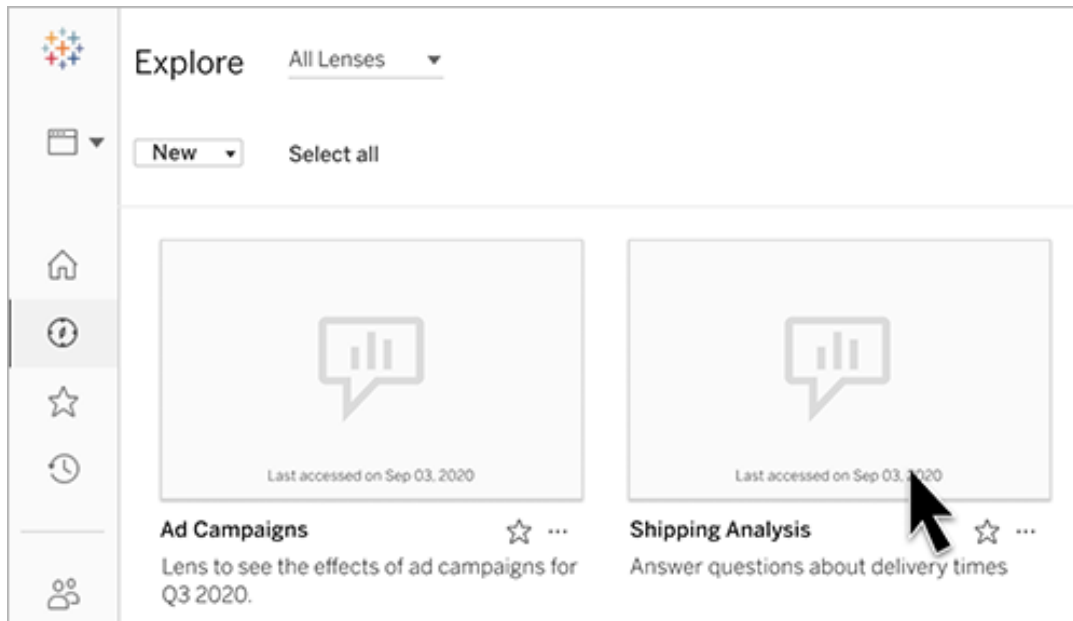 Explore
All Lenses
New
Select all
Last accessed on Sep 03, 2020
Last accessed on Sep 03, 2020
Ad Campaigns
Shipping Analysis
Lens to see the effects of ad campaigns for
Q3 2020.
Answer questions about delivery times